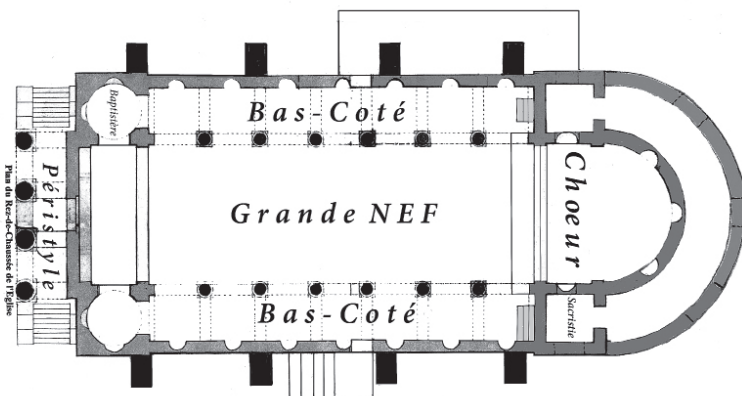 Plan du Rez-de-Chaussée de l'Eglise
Péristyle
Baptistère
Bas-Coté
Grande NEF
Bas-Coté
Choeur
Sacristie